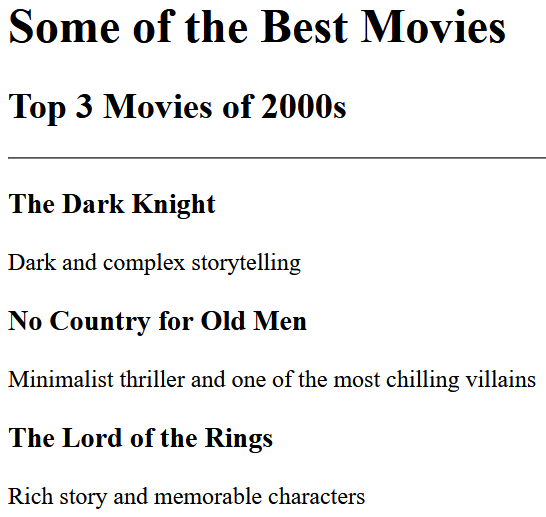 Some of the Best Movies
Top 3 Movies of 2000s
The Dark Knight
Dark and complex storytelling
No Country for Old Men
Minimalist thriller and one of the most chilling villains
The Lord of the Rings
Rich story and memorable characters